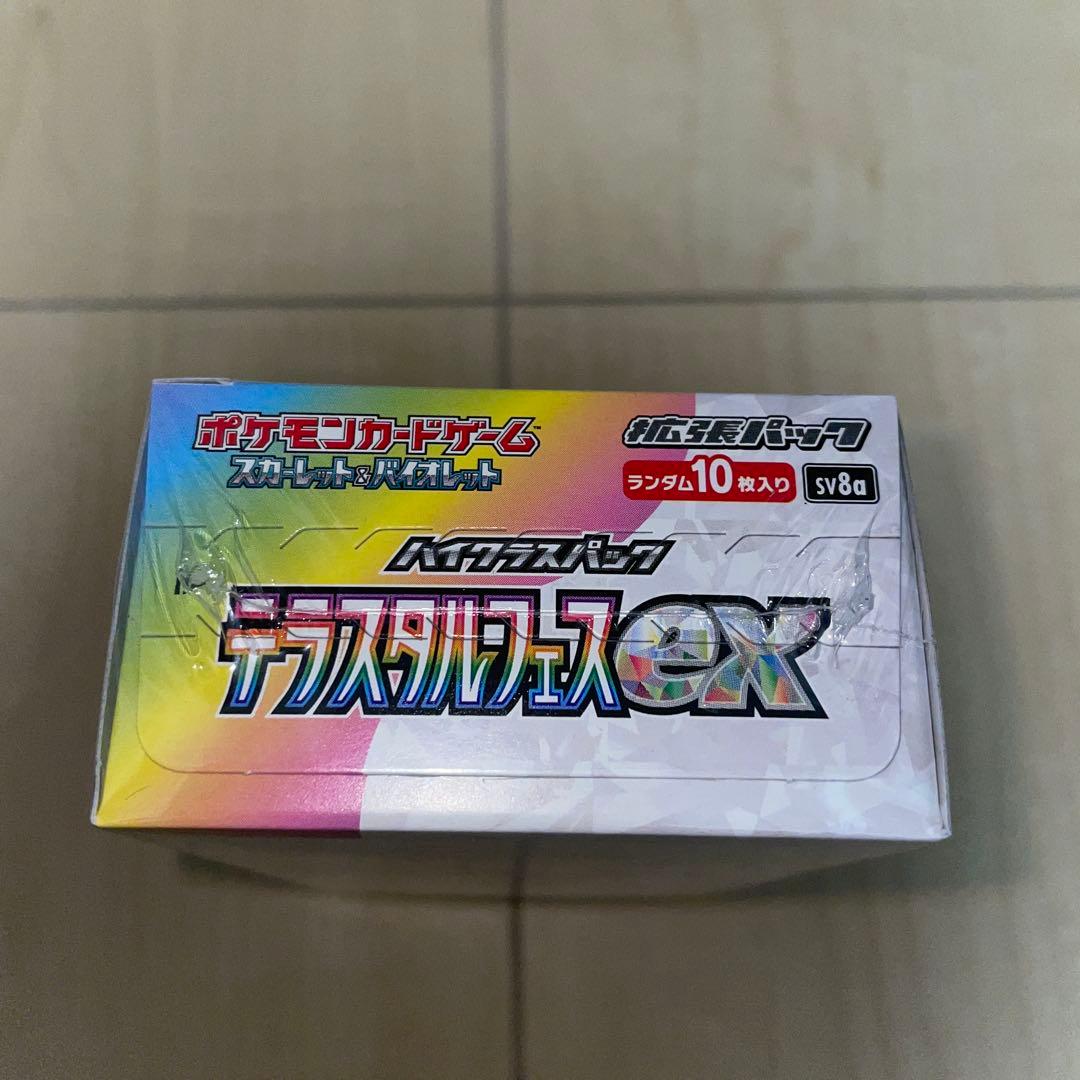 ポケモンカードゲーム™
スカーレット&バイオレット
拡張パック
ランダム10枚入り
SV8a
ハイクラスパック
テラスタルフェスex